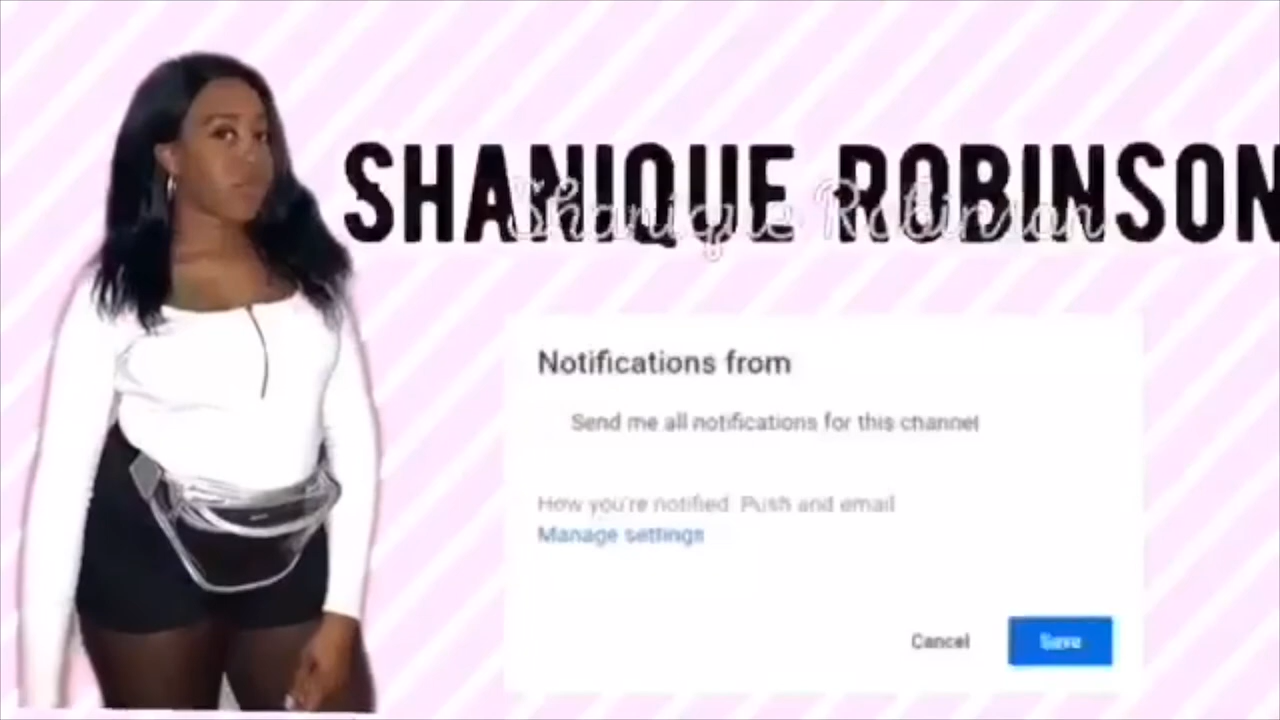 SHANIQUE ROBINSON
Shanique Robinson
Notifications from
Send me all notifications for this channel
How you're notified: Push and email
Manage settings
Cancel
Save